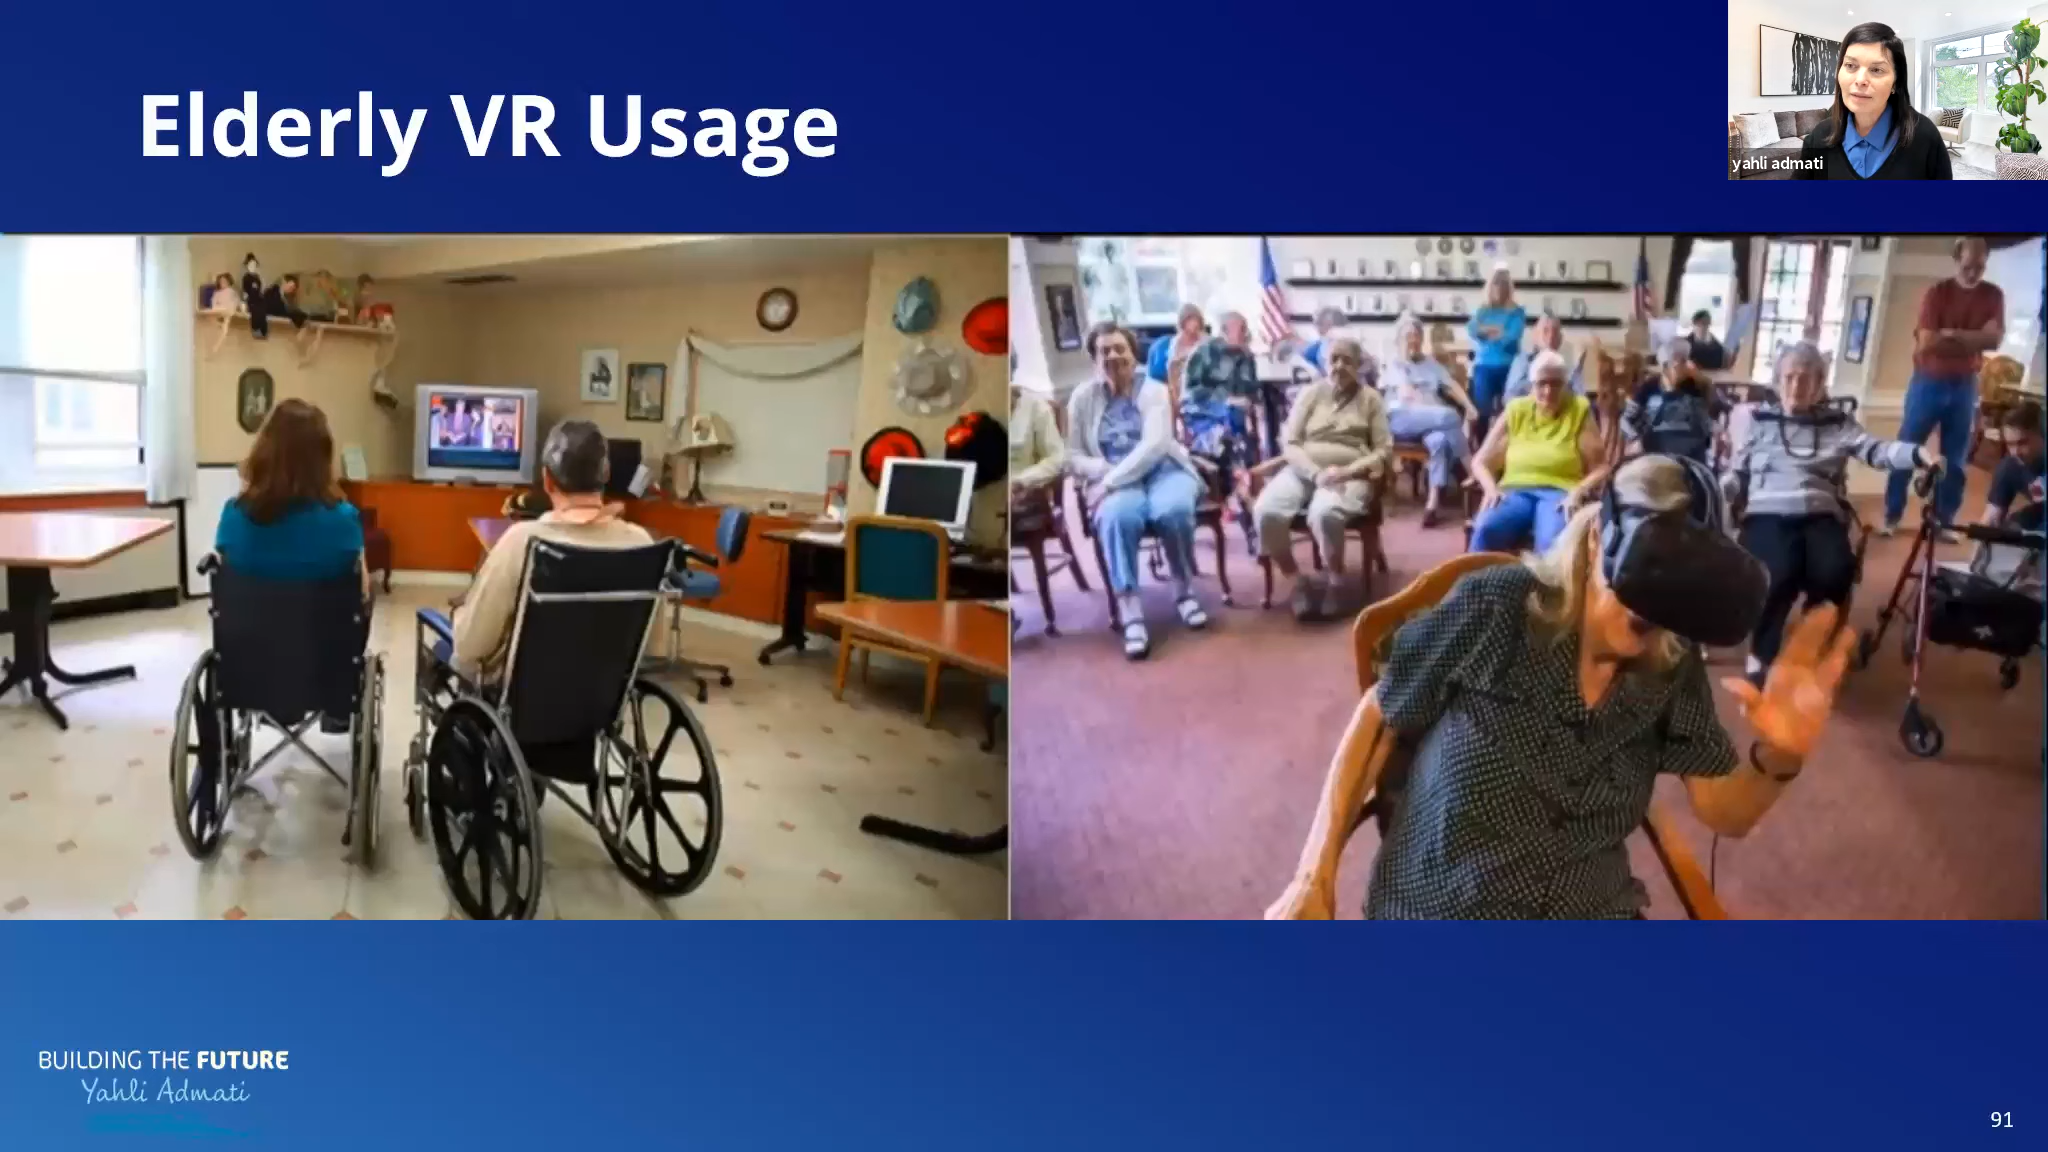 Elderly VR Usage
yahli admati
BUILDING THE FUTURE
Yahli Admati
91